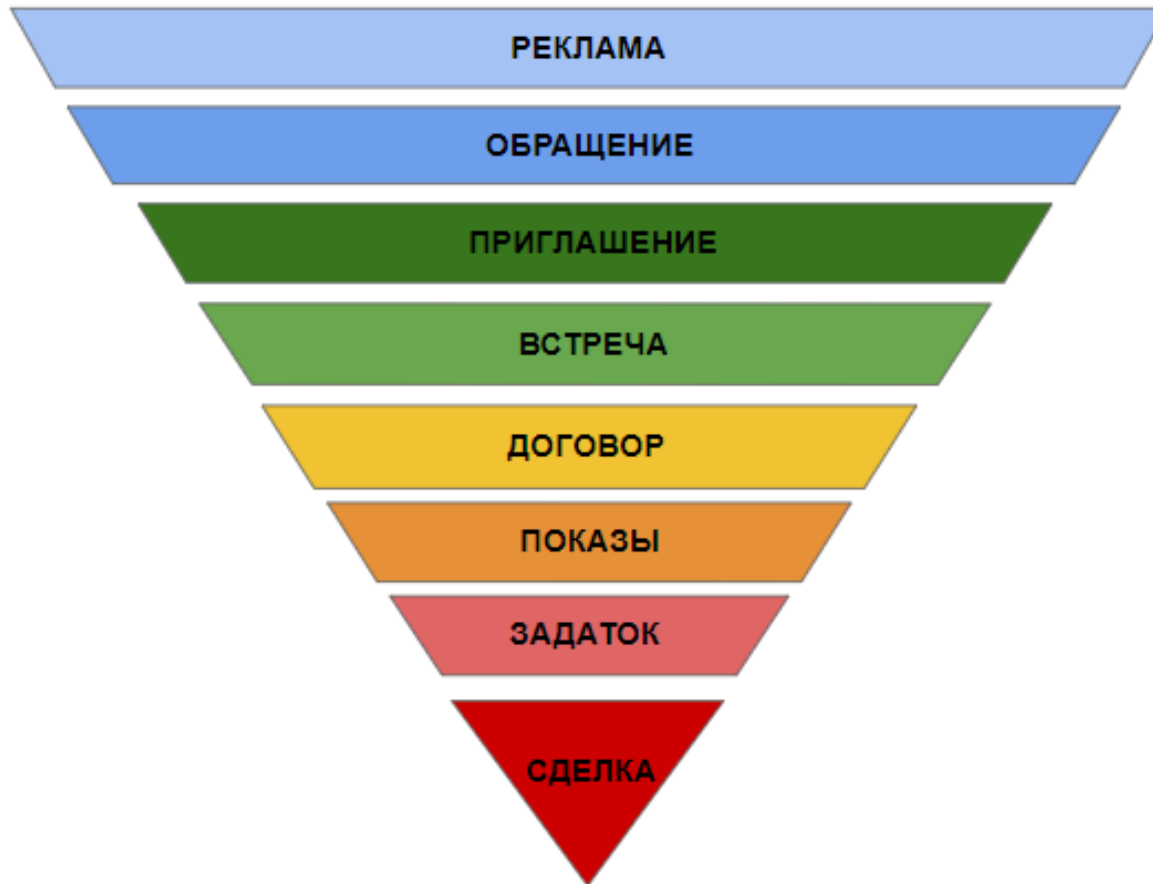 РЕКЛАМА
ОБРАЩЕНИЕ
ПРИГЛАШЕНИЕ
ВСТРЕЧА
ДОГОВОР
ПОКАЗЫ
ЗАДАТОК
СДЕЛКА